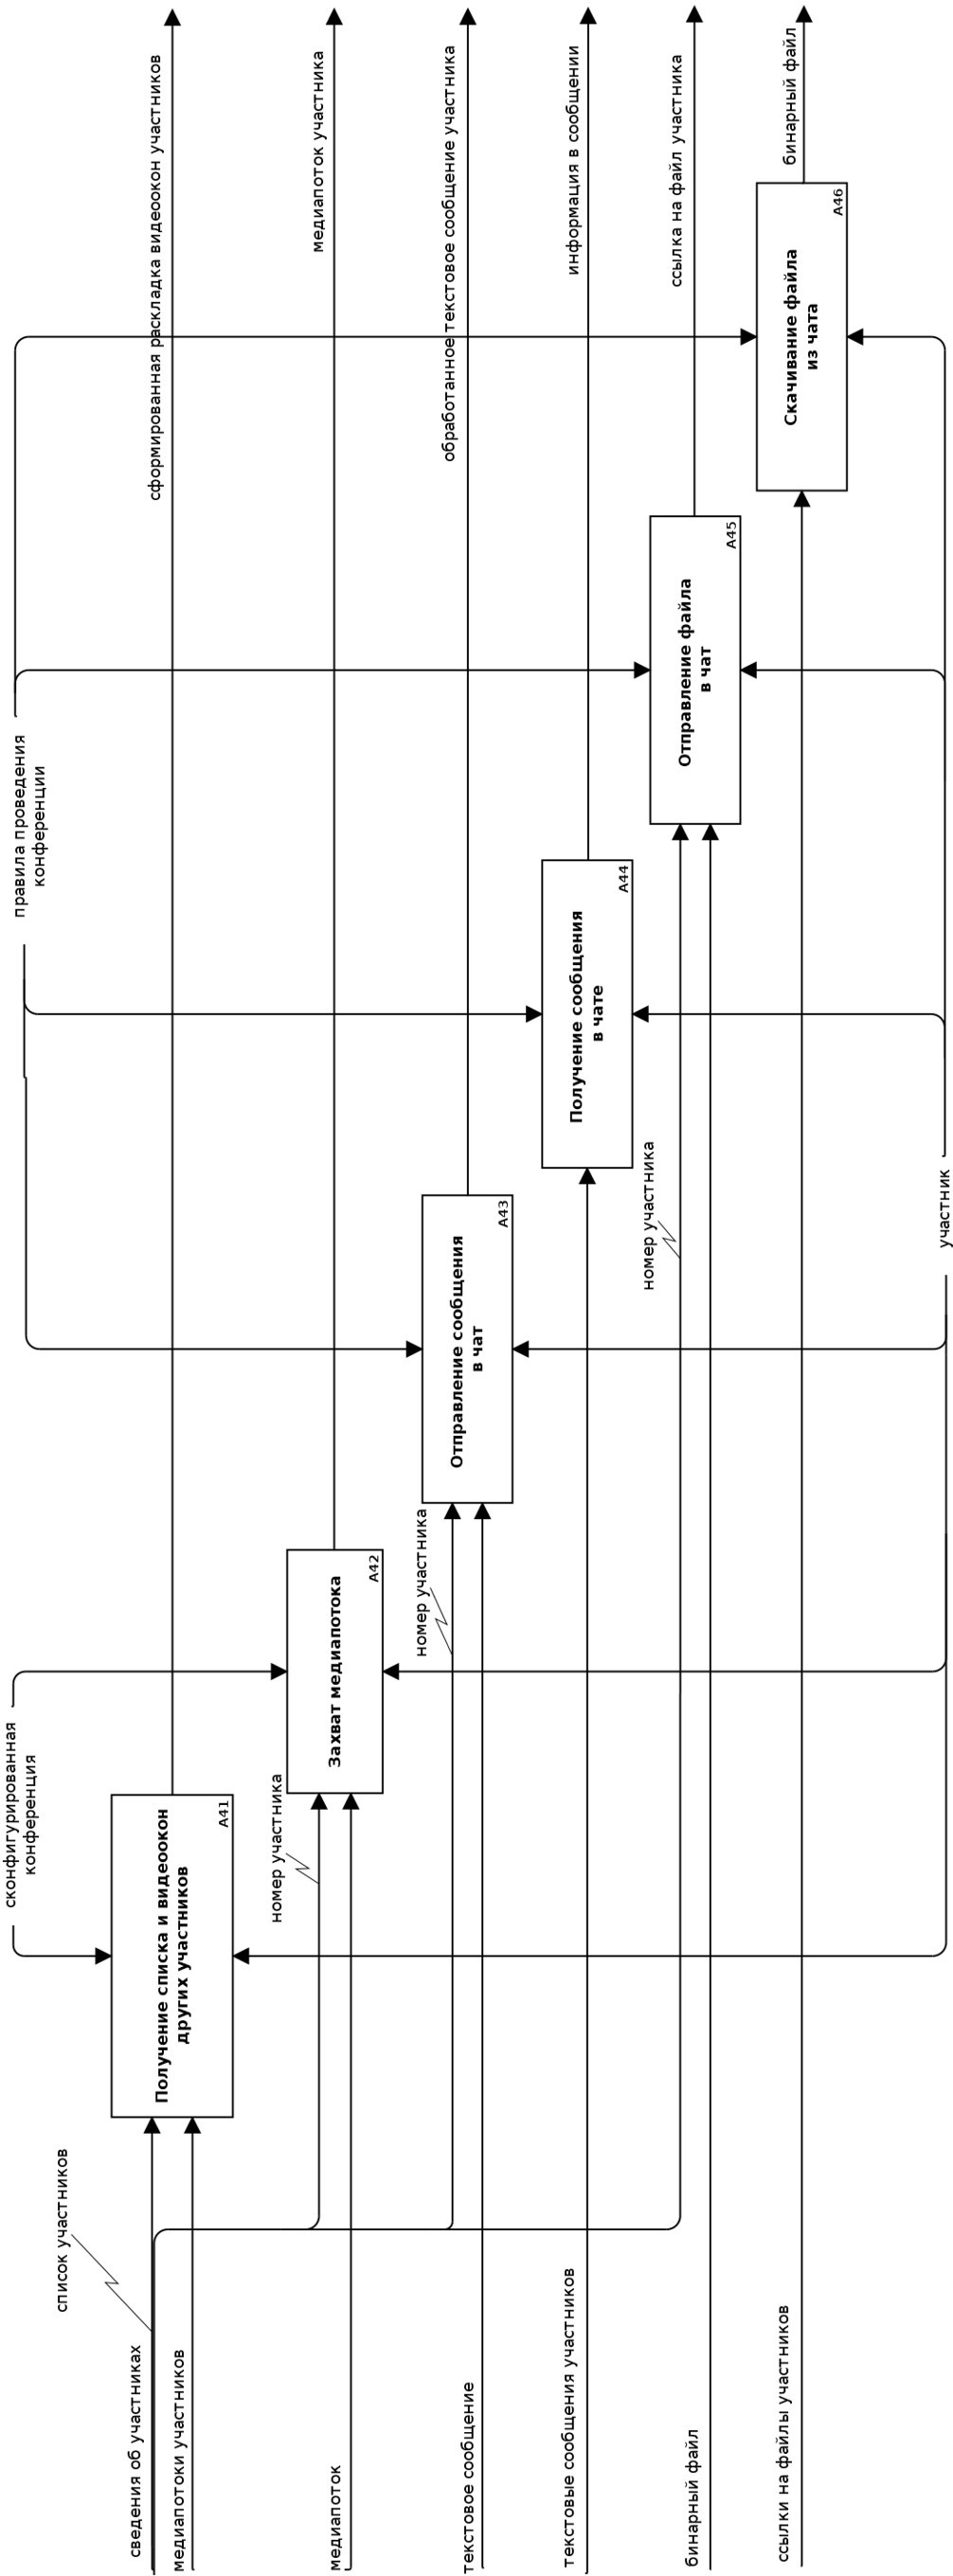 сконфигурированная
конференция
правила проведения
конференции
список участников
сведения об участниках
медиапотоки участников
Получение списка и видеоокон
других участников
A41
сформированная раскладка видеоокон участников
номер участника
медиапоток
Захват медиапотока
A42
медиапоток участника
номер участника
текстовое сообщение
Отправление сообщения
в чат
A43
обработанное текстовое сообщение участника
текстовые сообщения участников
Получение сообщения
в чате
A44
информация в сообщении
номер участника
бинарный файл
Отправление файла
в чат
A45
ссылка на файл участника
ссылки на файлы участников
Скачивание файла
из чата
A46
бинарный файл
участник